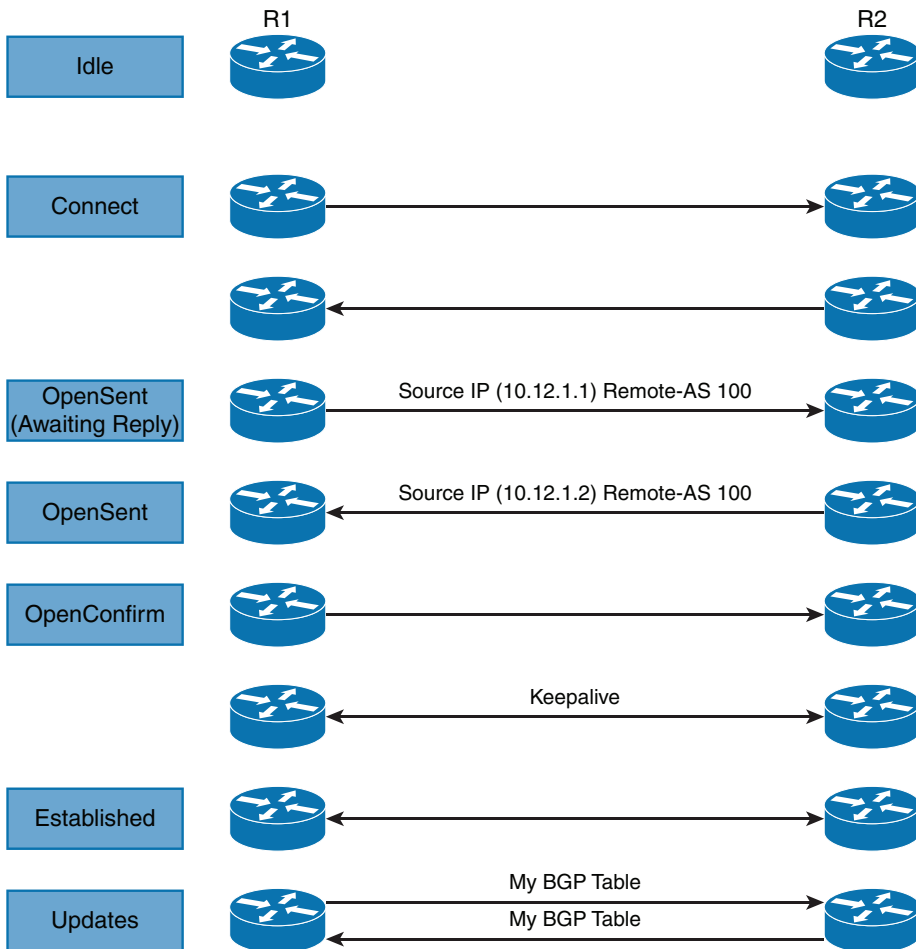 R1
R2
Idle
Connect
OpenSent
(Awaiting Reply)
Source IP (10.12.1.1) Remote-AS 100
OpenSent
Source IP (10.12.1.2) Remote-AS 100
OpenConfirm
Keepalive
Established
Updates
My BGP Table
My BGP Table